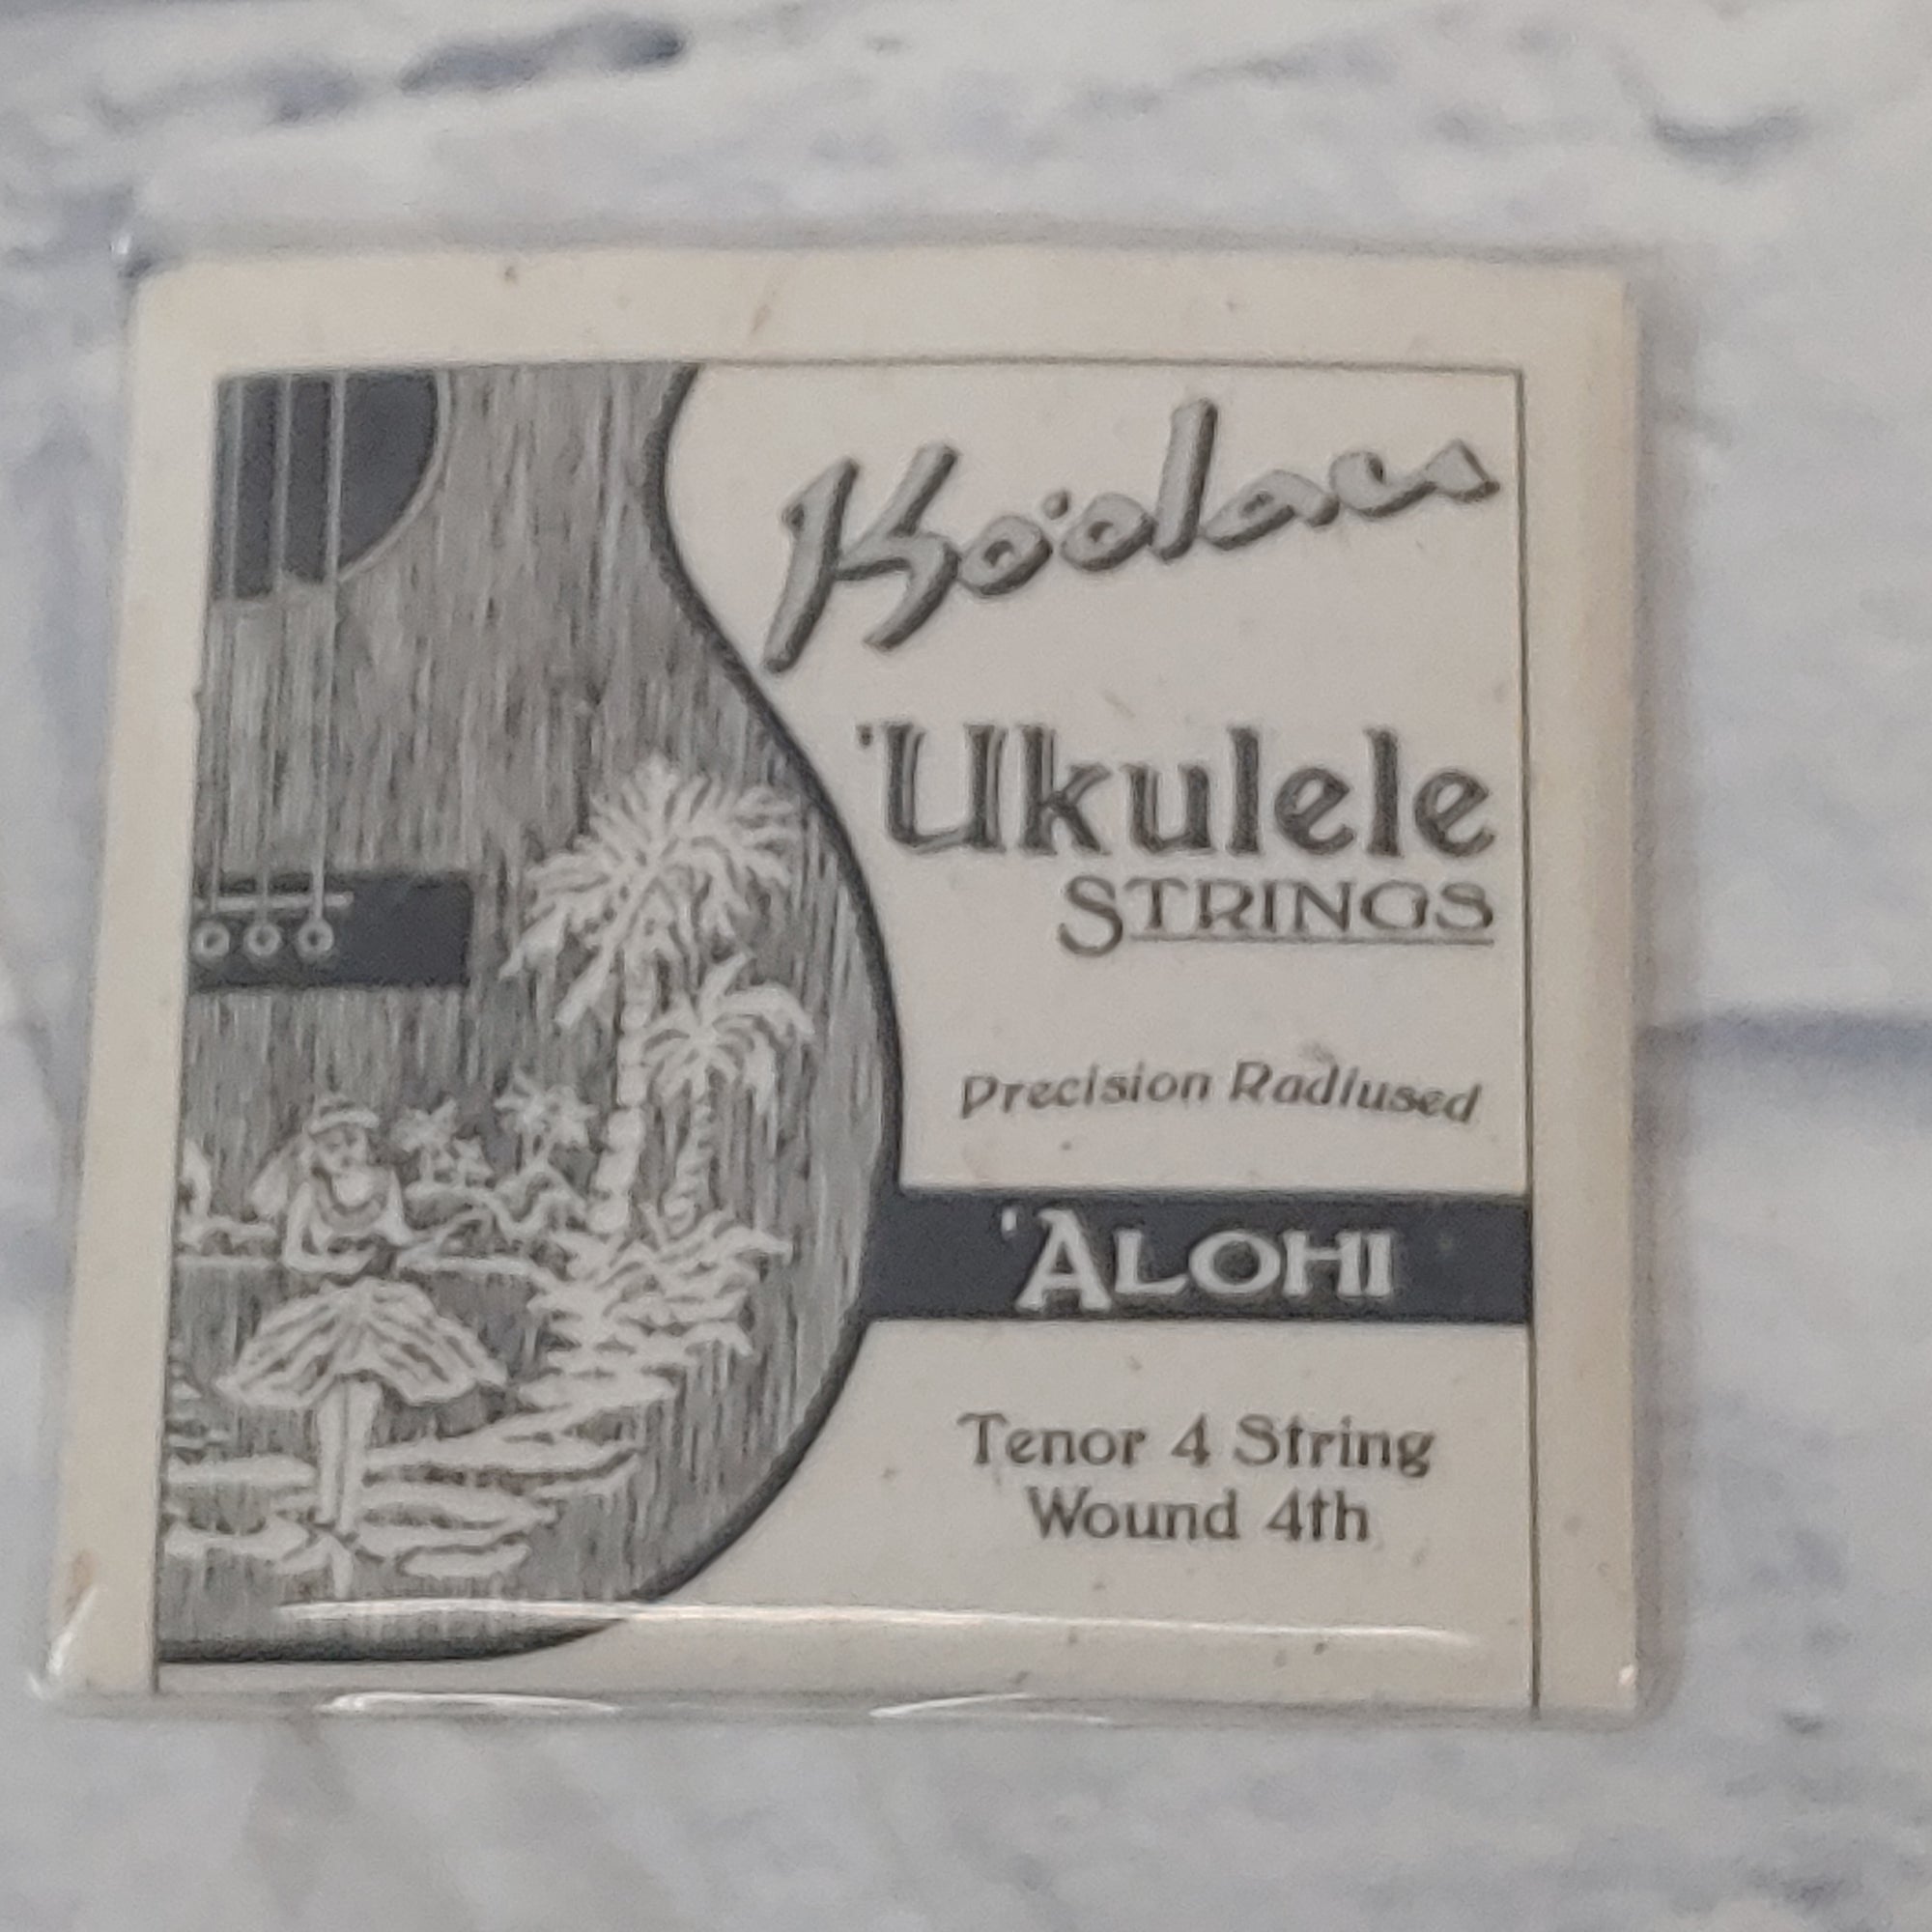 Ko'olau
'Ukulele
STRINGS
Precision Radiused
'ALOHI
Tenor 4 String
Wound 4th